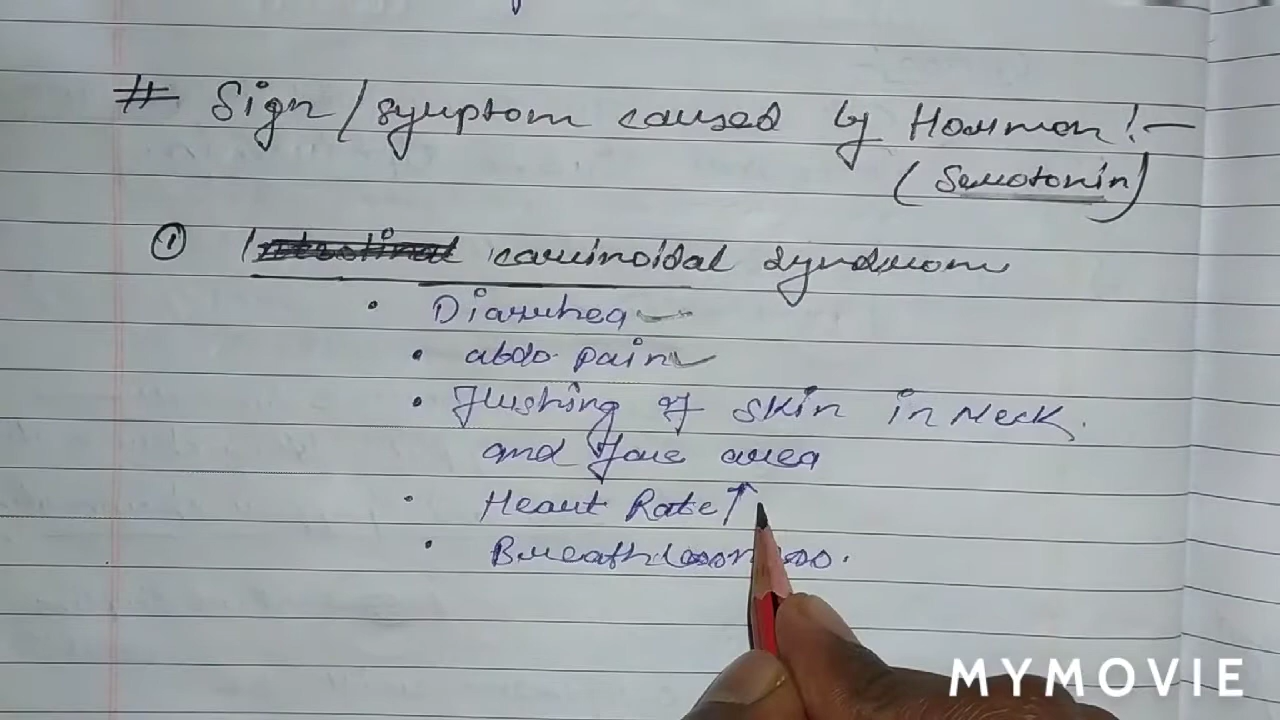 # Sign/symptom caused by Hormon:-
(Serotonin)
① carcinoidal syndrom
• Diarrhea
• abdo. pain
• Flushing of skin in Neck
and face area
• Heart Rate ↑
• Breathlessness.
MYMOVIE